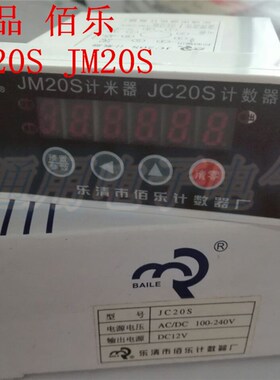 品 佰乐
20S JM20S
JM20S计米器 JC20S计数器
清零
乐清市佰乐计数器厂
R
BAILE
型号 JC20S
电源电压 AC/DC 100-240V
输出电源 DC12V
乐清市佰乐计数器厂